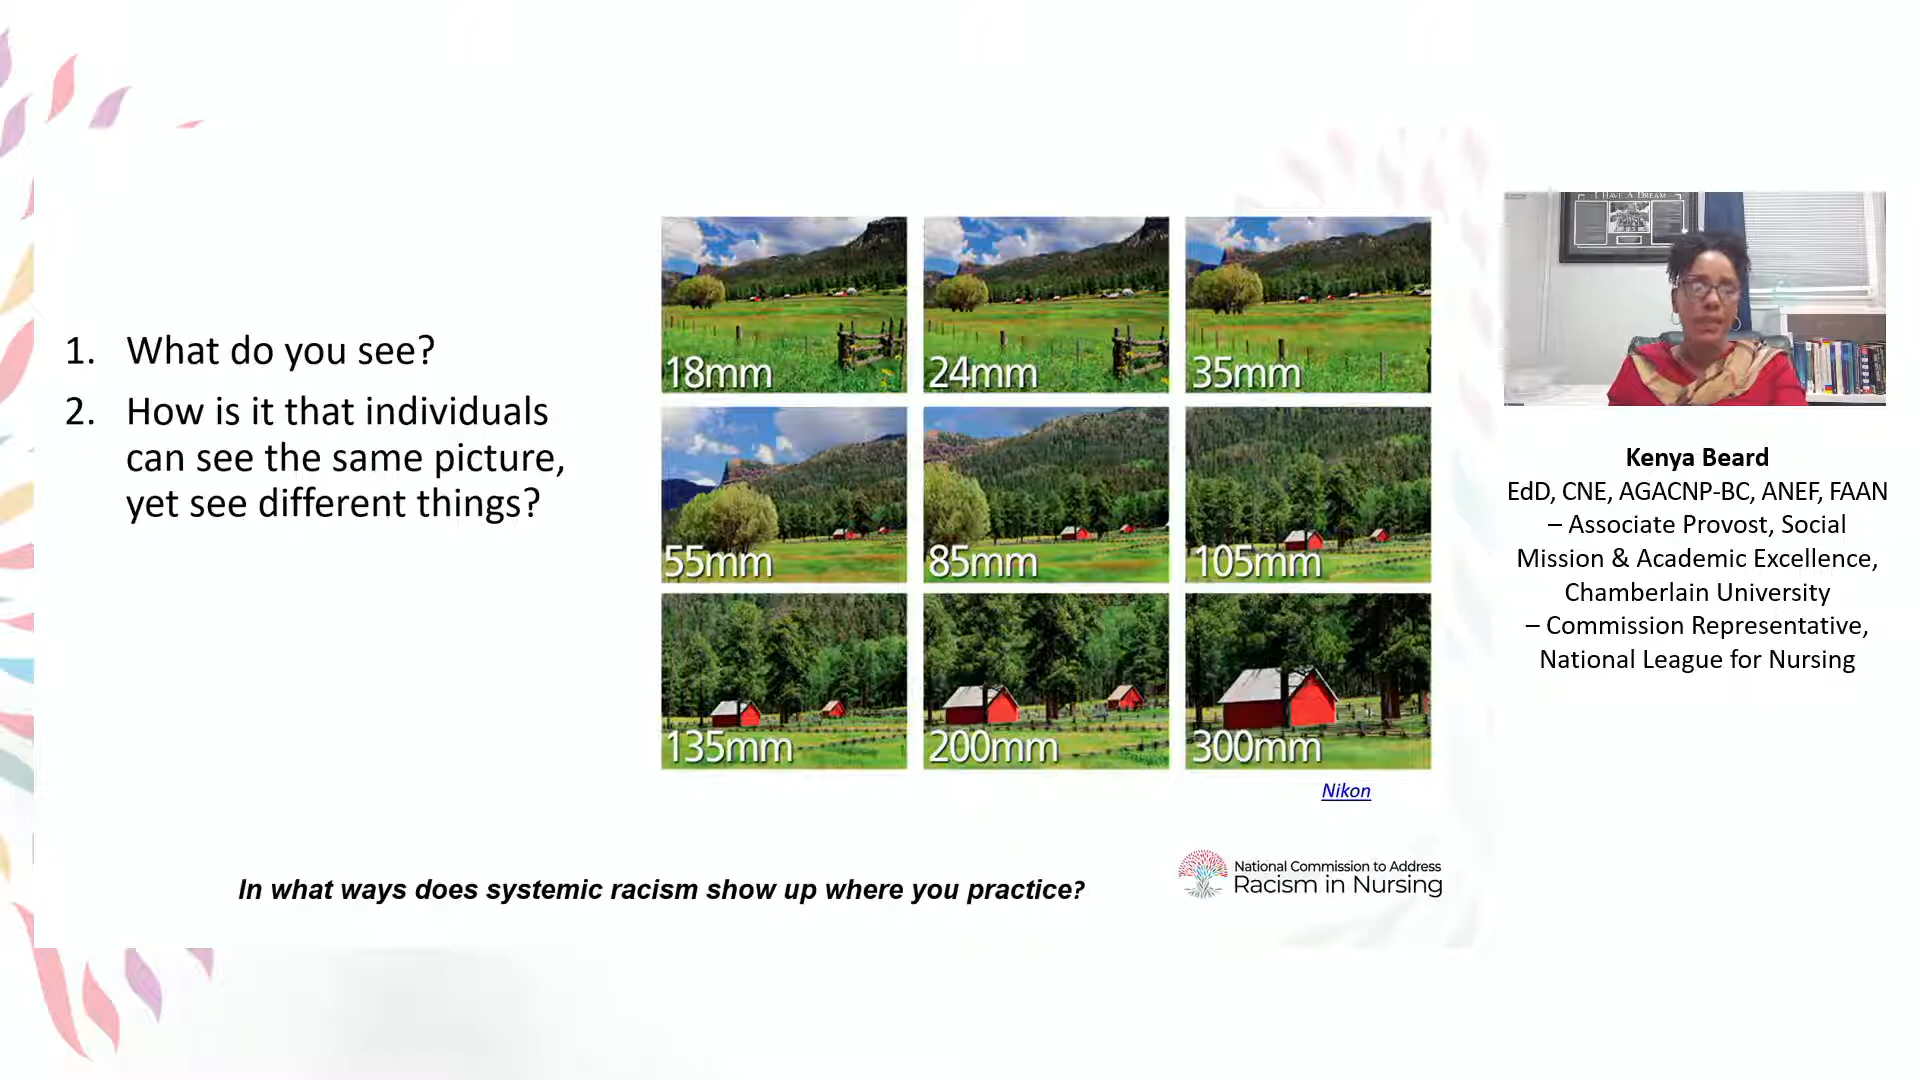 1. What do you see?
2. How is it that individuals
can see the same picture,
yet see different things?
18mm
24mm
35mm
55mm
85mm
105mm
135mm
200mm
300mm
Nikon
In what ways does systemic racism show up where you practice?
National Commission to Address
Racism in Nursing
I HAVE A DREAM
Kenya Beard
EdD, CNE, AGACNP-BC, ANEF, FAAN
– Associate Provost, Social
Mission & Academic Excellence,
Chamberlain University
– Commission Representative,
National League for Nursing